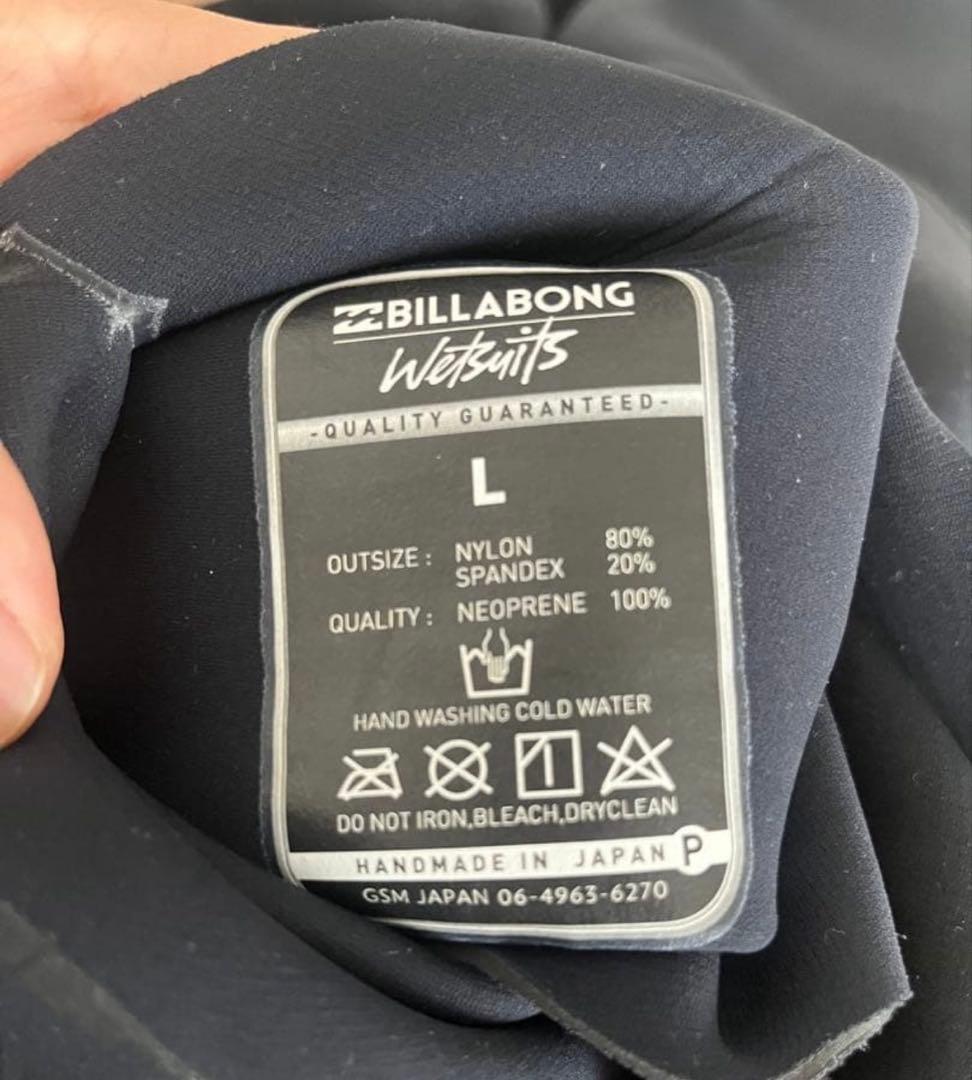 BILLABONG
Wetsuits
-QUALITY GUARANTEED-
L
OUTSIZE : NYLON 80%
SPANDEX 20%
QUALITY : NEOPRENE 100%
HAND WASHING COLD WATER
DO NOT IRON,BLEACH,DRYCLEAN
HANDMADE IN JAPAN P
GSM JAPAN 06-4963-6270